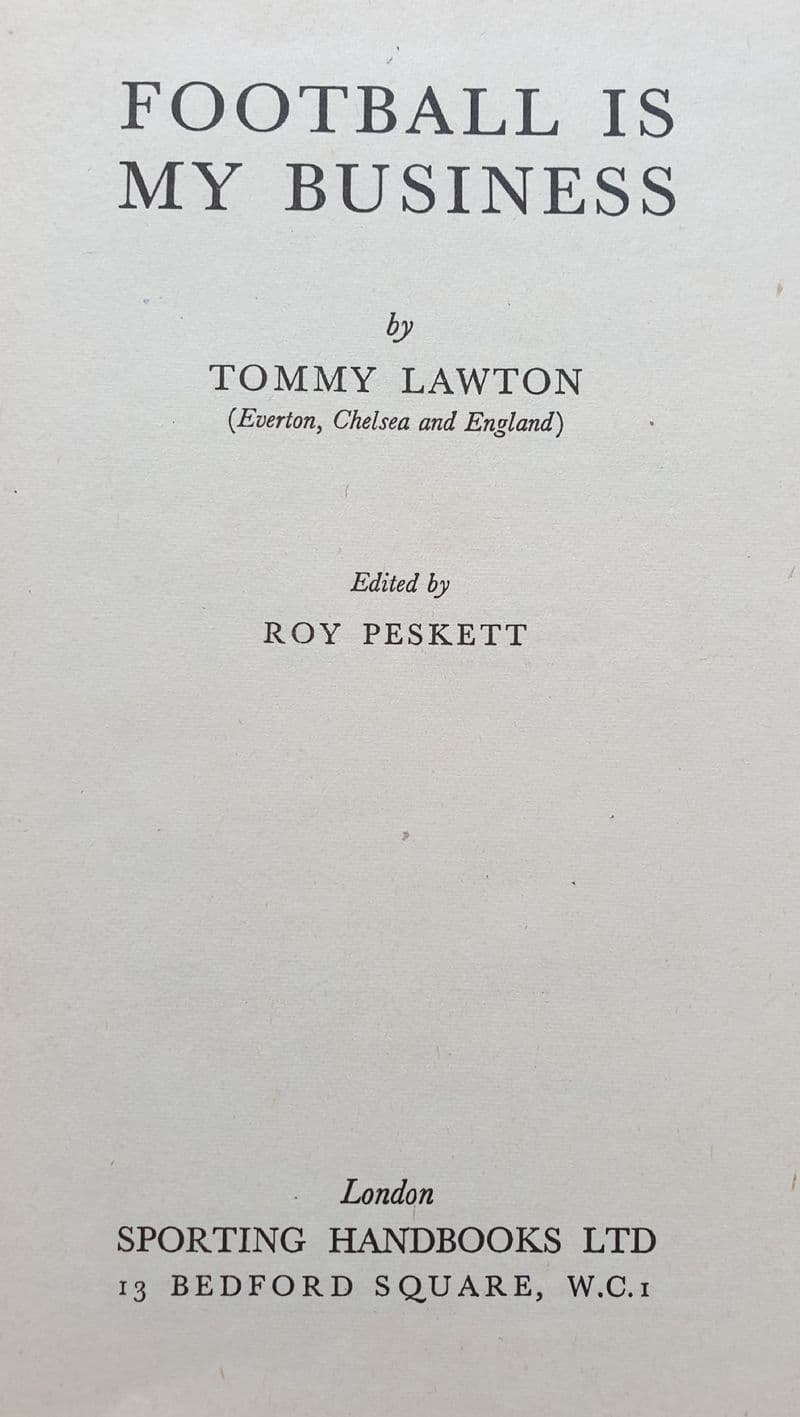 FOOTBALL IS
MY BUSINESS
by
TOMMY LAWTON
(Everton, Chelsea and England)
Edited by
ROY PESKETT
London
SPORTING HANDBOOKS LTD
13 BEDFORD SQUARE, W.C.1